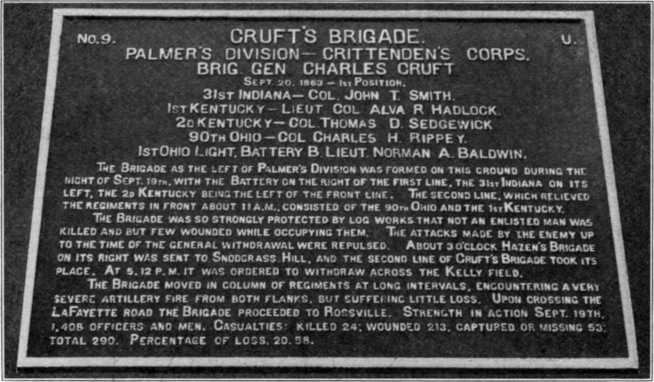 No. 9. CRUFT'S BRIGADE. U.
PALMER'S DIVISION— CRITTENDEN'S CORPS.
BRIG. GEN CHARLES CRUFT
SEPT. 20. 1863 — 1ST POSITION.
31ST INDIANA— COL. JOHN T. SMITH.
1ST KENTUCKY— LIEUT. COL ALVA R HADLOCK.
2D KENTUCKY— COL. THOMAS D. SEDGEWICK
90TH OHIO —COL CHARLES H. RIPPEY.
1ST OHIO LIGHT, BATTERY B. LIEUT. NORMAN A. BALDWIN.
THE BRIGADE AS THE LEFT OF PALMER'S DIVISION WAS FORMED ON THIS GROUND DURING THE
NIGHT OF SEPT. 19TH, WITH THE BATTERY ON THE RIGHT OF THE FIRST LINE, THE 31ST INDIANA ON ITS
LEFT, THE 2D KENTUCKY BEING THE LEFT OF THE FRONT LINE. THE SECOND LINE, WHICH RELIEVED
THE REGIMENTS IN FRONT ABOUT 11 A.M., CONSISTED OF THE 90TH OHIO AND THE 1ST KENTUCKY.
THE BRIGADE WAS SO STRONGLY PROTECTED BY LOG WORKS THAT NOT AN ENLISTED MAN WAS
KILLED AND BUT FEW WOUNDED WHILE OCCUPYING THEM. THE ATTACKS MADE BY THE ENEMY UP
TO THE TIME OF THE GENERAL WITHDRAWAL WERE REPULSED. ABOUT 3 O'CLOCK HAZEN'S BRIGADE
ON ITS RIGHT WAS SENT TO SNODGRASS HILL, AND THE SECOND LINE OF CRUFT'S BRIGADE TOOK ITS
PLACE. AT 5.12 P.M. IT WAS ORDERED TO WITHDRAW ACROSS THE KELLY FIELD.
THE BRIGADE MOVED IN COLUMN OF REGIMENTS AT LONG INTERVALS, ENCOUNTERING A VERY
SEVERE ARTILLERY FIRE FROM BOTH FLANKS, BUT SUFFERING LITTLE LOSS. UPON CROSSING THE
LAFAYETTE ROAD THE BRIGADE PROCEEDED TO ROSSVILLE. STRENGTH IN ACTION SEPT. 19TH,
1,408 OFFICERS AND MEN. CASUALTIES: KILLED 24; WOUNDED 213; CAPTURED OR MISSING 53;
TOTAL 290. PERCENTAGE OF LOSS. 20.58.